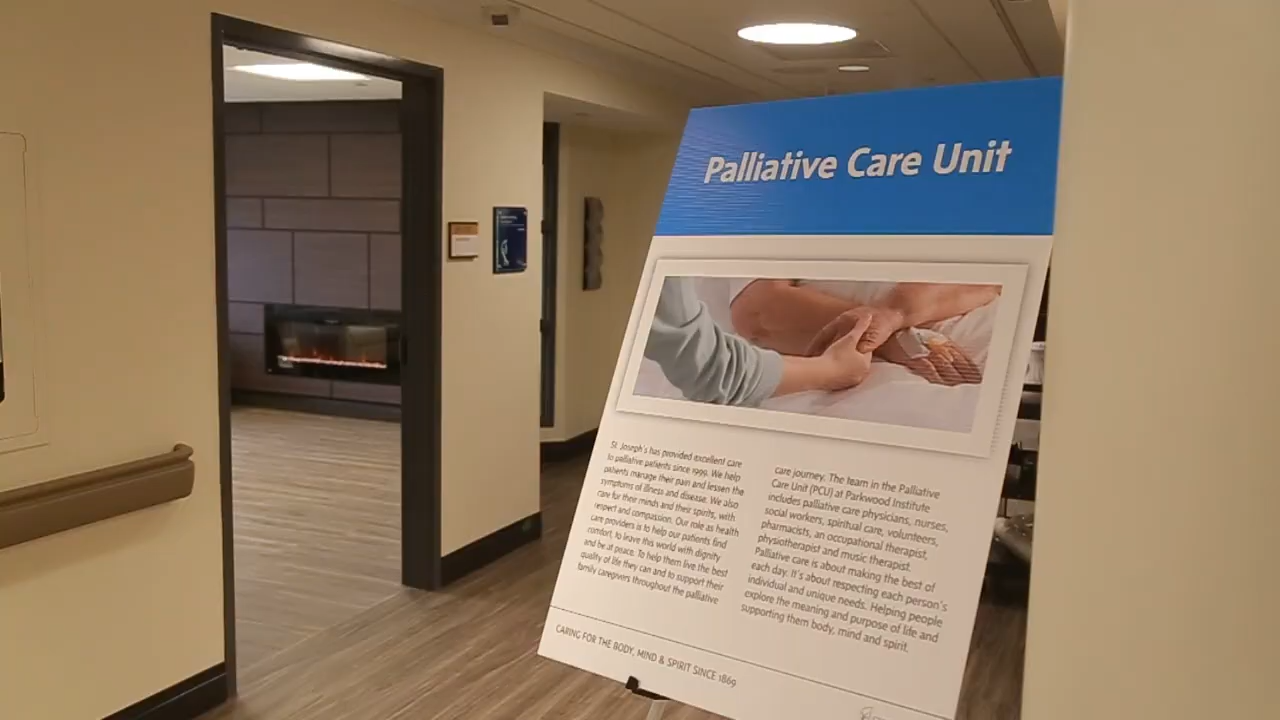 Palliative Care Unit
St. Joseph's has provided excellent care
to palliative patients since 1999. We help
patients manage their pain and lessen the
symptoms of illness and disease. We also
care for their minds and their spirits, with
respect and compassion. Our role as health
care providers is to help our patients find
comfort, to leave this world with dignity
and be at peace. To help them live the best
quality of life they can and to support their
family caregivers throughout the palliative
care journey. The team in the Palliative
Care Unit (PCU) at Parkwood Institute
includes palliative care physicians, nurses,
social workers, spiritual care, volunteers,
pharmacists, an occupational therapist,
physiotherapist and music therapist.
Palliative care is about making the best of
each day. It's about respecting each person's
individual and unique needs. Helping people
explore the meaning and purpose of life and
supporting them body, mind and spirit.
CARING FOR THE BODY, MIND & SPIRIT SINCE 1869